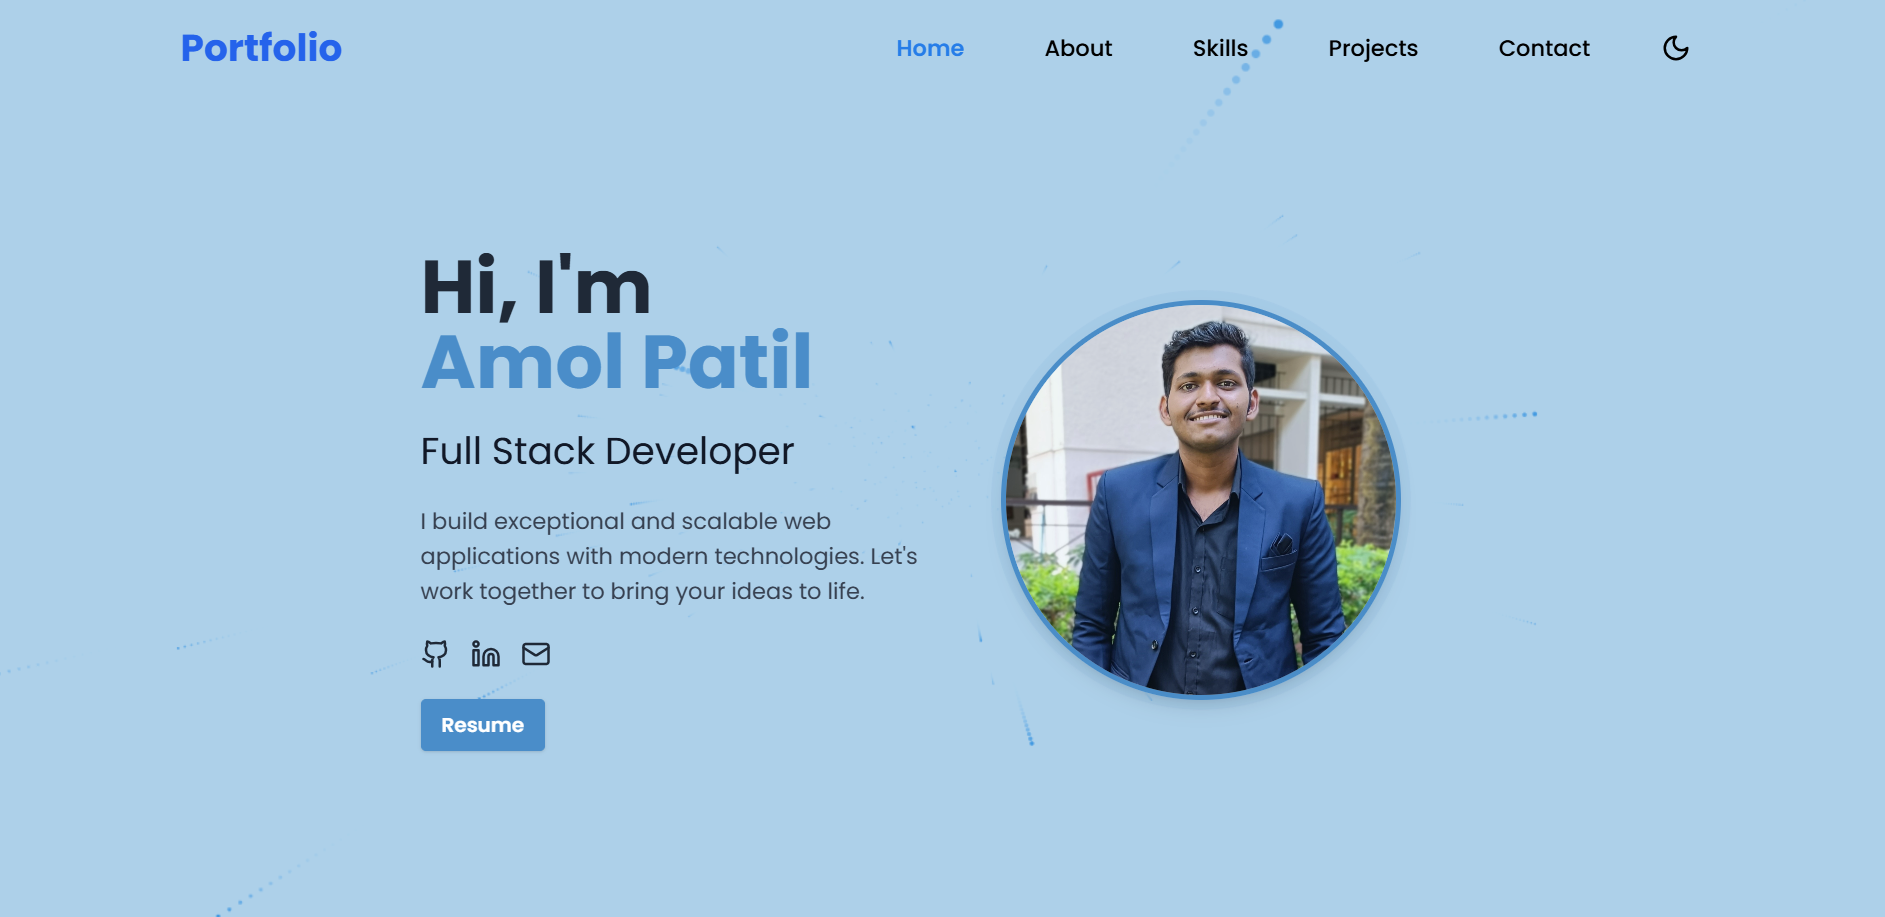 Portfolio
Home
About
Skills
Projects
Contact
Hi, I'm
Amol Patil
Full Stack Developer
I build exceptional and scalable web
applications with modern technologies. Let's
work together to bring your ideas to life.
Resume